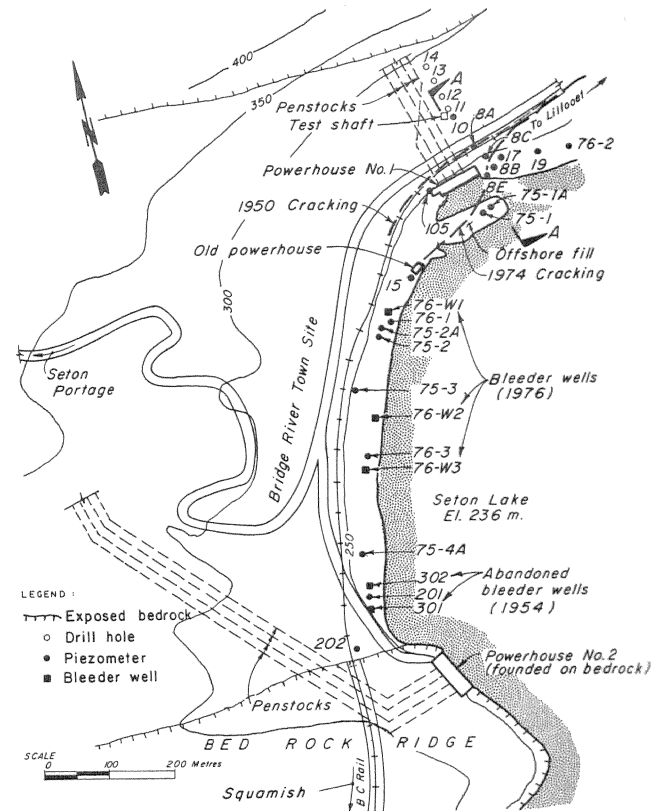 400
350
14
13
A
12
11
10
8A
Penstocks
Test shaft
To Lillooet
8C
17
8B
19
76-2
Powerhouse No.1
8E
75-1A
75-1
1950 Cracking
105
A
Old powerhouse
Offshore fill
1974 Cracking
15
300
76-W1
76-1
75-2A
75-2
Seton
Portage
Bridge River Town Site
75-3
Bleeder wells
(1976)
76-W2
76-3
76-W3
Seton Lake
El. 236 m.
250
75-4A
302
201
301
Abandoned
bleeder wells
(1954)
LEGEND :
Exposed bedrock
Drill hole
Piezometer
Bleeder well
202
Powerhouse No.2
(founded on bedrock)
Penstocks
BED ROCK RIDGE
SCALE
0 100 200 Metres
Squamish
B C Rail